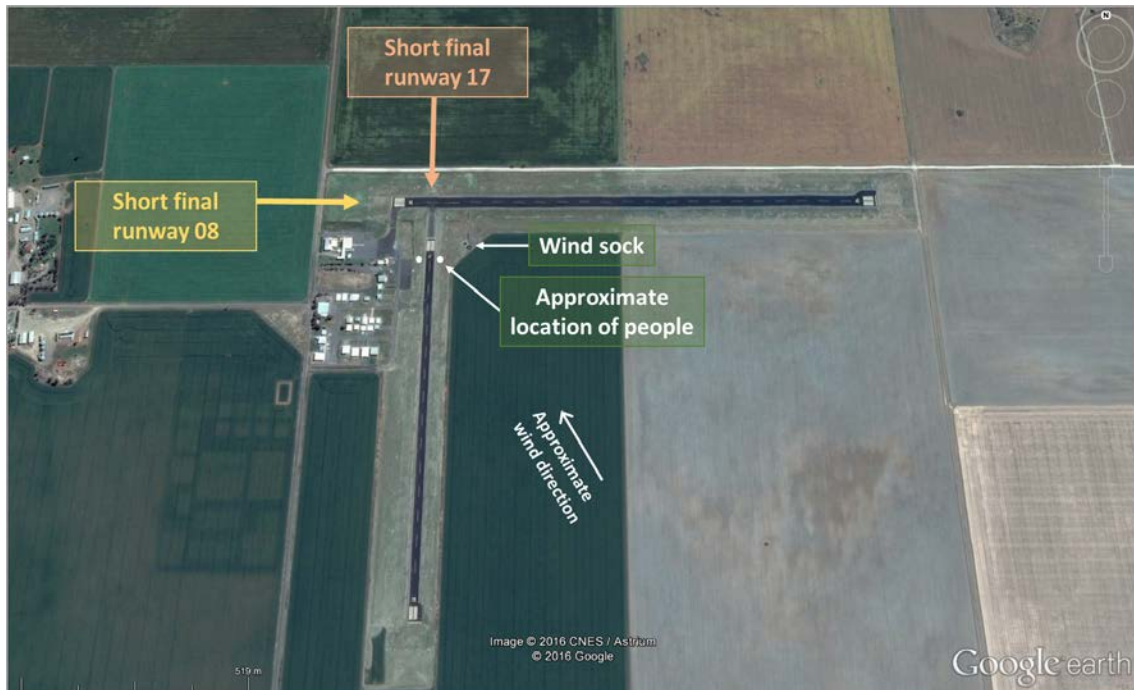 Short final
runway 17
N
Short final
runway 08
Wind sock
Approximate
location of people
Approximate
wind direction
Image © 2016 CNES / Astrium
© 2016 Google
519 m
Google earth